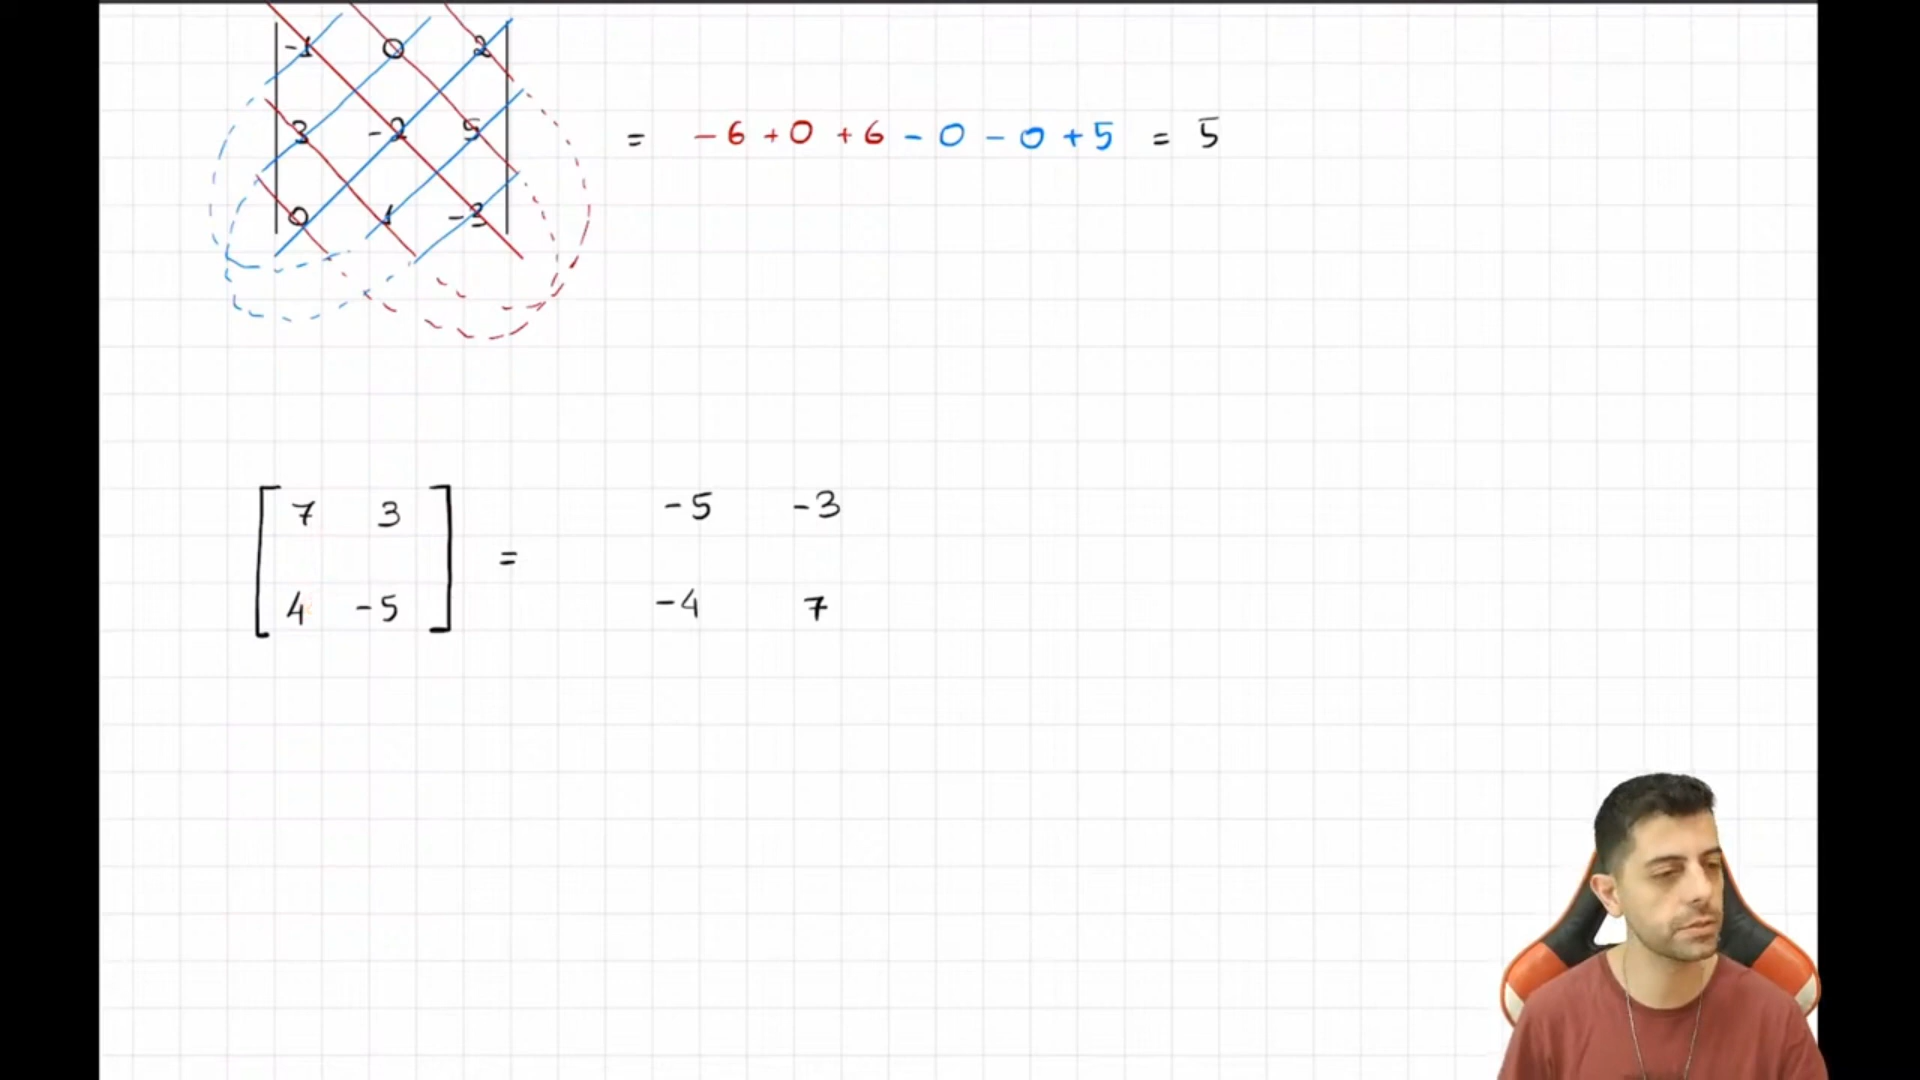 -1 0 2
3 -2 5 = -6 +0 +6 -0 -0 +5 = 5
0 1 -3
7 3 -5 -3
=
4 -5 -4 7